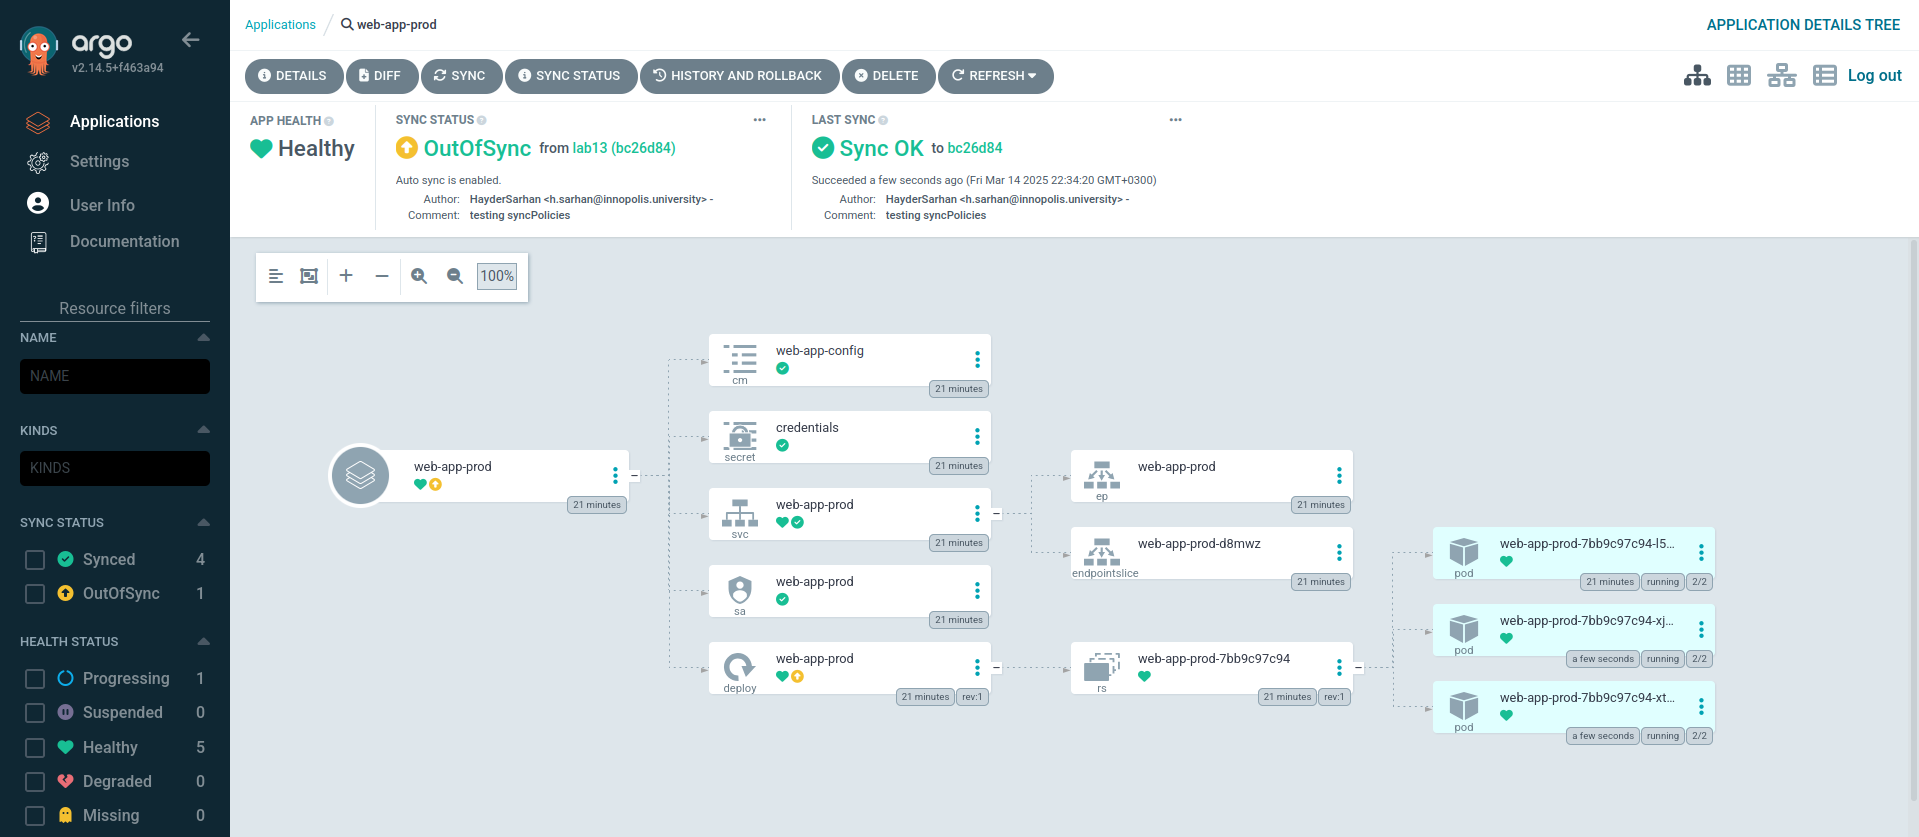 argo
v2.14.5+f463a94
Applications
Settings
User Info
Documentation
Resource filters
NAME
NAME
KINDS
KINDS
SYNC STATUS
Synced 4
OutOfSync 1
HEALTH STATUS
Progressing 1
Suspended 0
Healthy 5
Degraded 0
Missing 0
Applications / web-app-prod
APPLICATION DETAILS TREE
DETAILS DIFF SYNC SYNC STATUS HISTORY AND ROLLBACK DELETE REFRESH
Log out
APP HEALTH
Healthy
SYNC STATUS
OutOfSync from lab13 (bc26d84)
Auto sync is enabled.
Author: HayderSarhan <h.sarhan@innopolis.university> -
Comment: testing syncPolicies
LAST SYNC
Sync OK to bc26d84
Succeeded a few seconds ago (Fri Mar 14 2025 22:34:20 GMT+0300)
Author: HayderSarhan <h.sarhan@innopolis.university> -
Comment: testing syncPolicies
100%
web-app-prod
21 minutes
web-app-config
cm
21 minutes
credentials
secret
21 minutes
web-app-prod
svc
21 minutes
web-app-prod
sa
21 minutes
web-app-prod
deploy
21 minutes rev:1
web-app-prod
ep
21 minutes
web-app-prod-d8mwz
endpointslice
21 minutes
web-app-prod-7bb9c97c94
rs
21 minutes rev:1
web-app-prod-7bb9c97c94-l5...
pod
21 minutes running 2/2
web-app-prod-7bb9c97c94-xj...
pod
a few seconds running 2/2
web-app-prod-7bb9c97c94-xt...
pod
a few seconds running 2/2